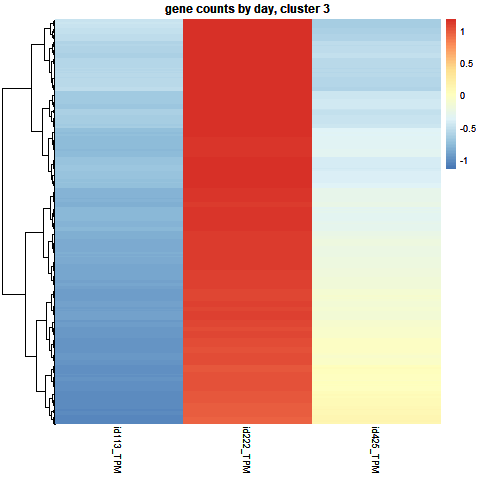 gene counts by day, cluster 3
1
0.5
0
-0.5
-1
id113_TPM
id222_TPM
id425_TPM